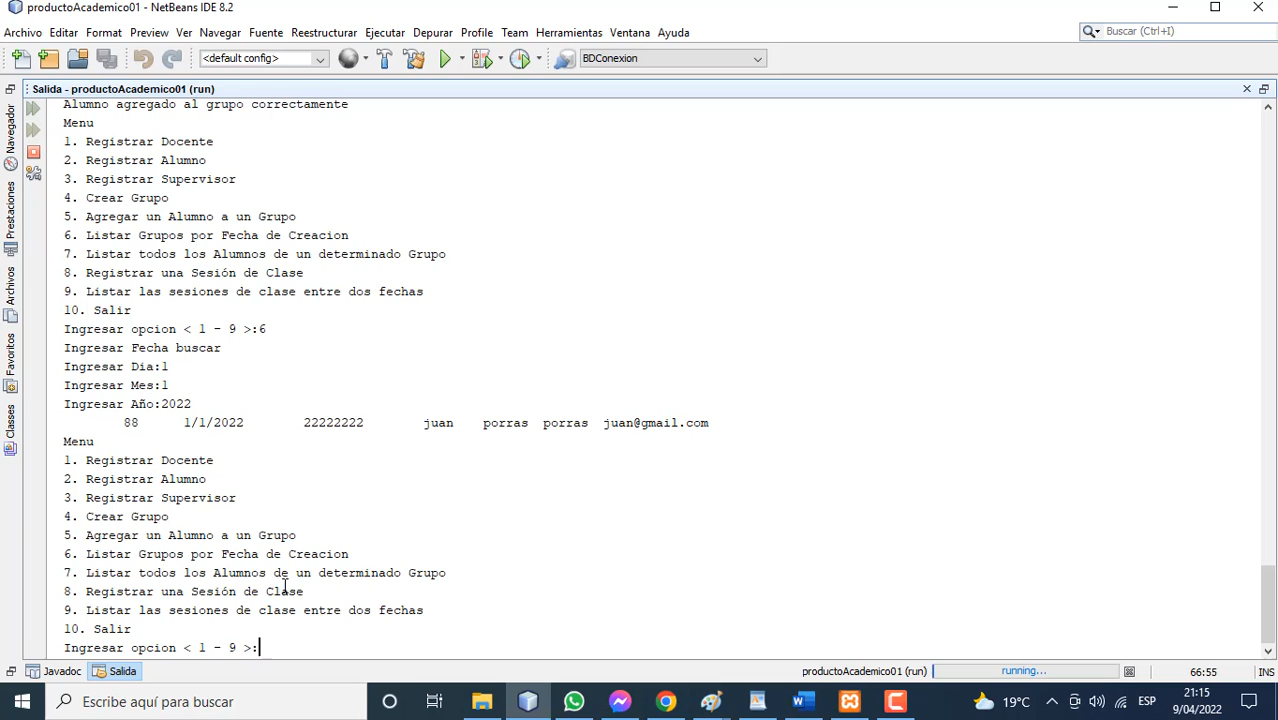 productoAcademico01 - NetBeans IDE 8.2
Archivo Editar Format Preview Ver Navegar Fuente Reestructurar Ejecutar Depurar Profile Team Herramientas Ventana Ayuda
Buscar (Ctrl+I)
<default config>
BDConexion
Salida - productoAcademico01 (run)
Navegador
Prestaciones
Archivos
Favoritos
Classes
Alumno agregado al grupo correctamente
Menu
1. Registrar Docente
2. Registrar Alumno
3. Registrar Supervisor
4. Crear Grupo
5. Agregar un Alumno a un Grupo
6. Listar Grupos por Fecha de Creacion
7. Listar todos los Alumnos de un determinado Grupo
8. Registrar una Sesión de Clase
9. Listar las sesiones de clase entre dos fechas
10. Salir
Ingresar opcion < 1 - 9 >:6
Ingresar Fecha buscar
Ingresar Dia:1
Ingresar Mes:1
Ingresar Año:2022
88 1/1/2022 22222222 juan porras porras juan@gmail.com
Menu
1. Registrar Docente
2. Registrar Alumno
3. Registrar Supervisor
4. Crear Grupo
5. Agregar un Alumno a un Grupo
6. Listar Grupos por Fecha de Creacion
7. Listar todos los Alumnos de un determinado Grupo
8. Registrar una Sesión de Clase
9. Listar las sesiones de clase entre dos fechas
10. Salir
Ingresar opcion < 1 - 9 >:
Javadoc Salida
productoAcademico01 (run) running... 66:55 INS
Escribe aquí para buscar
19°C ESP
21:15
9/04/2022